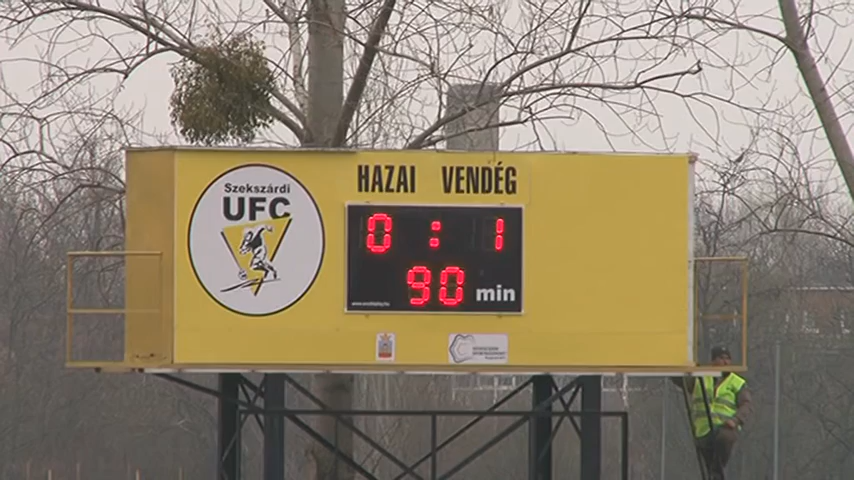 Szekszárdi
UFC
HAZAI VENDÉG
0 : 1
90 min